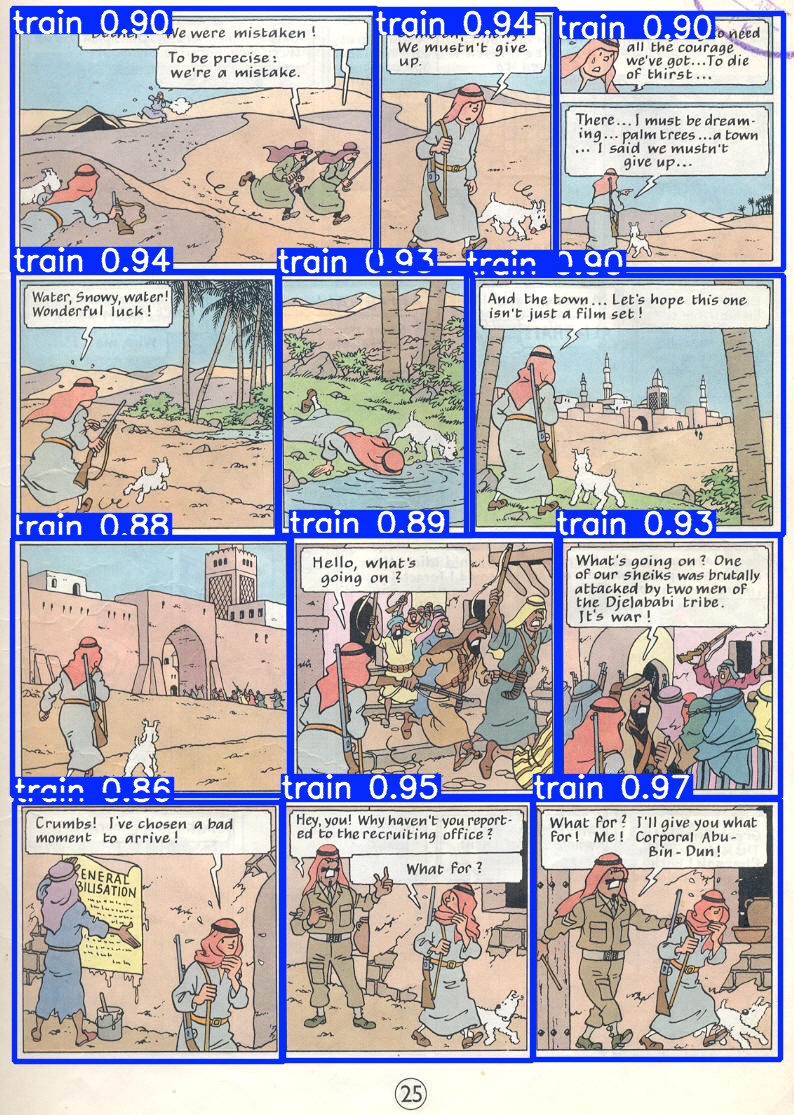 train 0.90
We were mistaken !
To be precise :
we're a mistake.
train 0.94
We mustn't give
up.
train 0.90
need
all the courage
we've got...To die
of thirst...
There... I must be dream-
ing... palm trees...a town
... I said we mustn't
give up...
train 0.94
Water, Snowy, water!
Wonderful luck !
train 0.93
train 0.90
And the town... Let's hope this one
isn't just a film set !
train 0.88
train 0.89
Hello, what's
going on ?
train 0.93
What's going on ? One
of our sheiks was brutally
attacked by two men of
the Djelababi tribe.
It's war !
train 0.86
Crumbs! I've chosen a bad
moment to arrive !
ENERAL
BILISATION
train 0.95
Hey, you! Why haven't you report-
ed to the recruiting office ?
What for ?
train 0.97
What for ? I'll give you what
for ! Me ! Corporal Abu-
Bin-Dun!
25